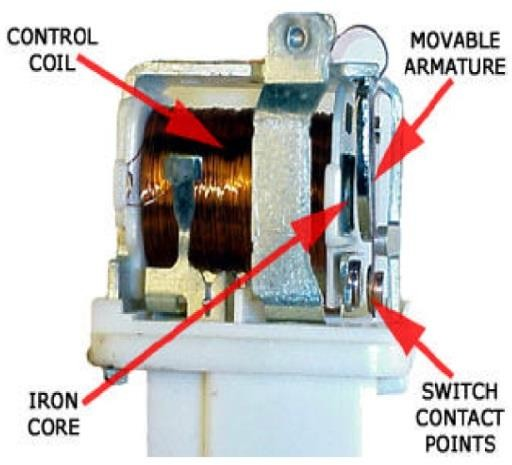 CONTROL
COIL
MOVABLE
ARMATURE
IRON
CORE
SWITCH
CONTACT
POINTS